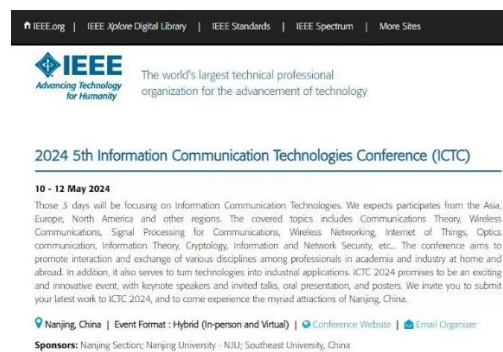 IEEE.org | IEEE Xplore Digital Library | IEEE Standards | IEEE Spectrum | More Sites
IEEE
Advancing Technology
for Humanity
The world's largest technical professional
organization for the advancement of technology
2024 5th Information Communication Technologies Conference (ICTC)
10 - 12 May 2024
Those 3 days will be focusing on Information Communication Technologies. We expects participates from the Asia,
Europe, North America and other regions. The covered topics includes Communications Theory, Wireless
Communications, Signal Processing for Communications, Wireless Networking, Internet of Things, Optics
communication, Information Theory, Cryptology, Information and Network Security, etc... The conference aims to
promote interaction and exchange of various disciplines among professionals in academia and industry at home and
abroad. In addition, it also serves to turn technologies into industrial applications. ICTC 2024 promises to be an exciting
and innovative event, with keynote speakers and invited talks, oral presentation, and posters. We invite you to submit
your latest work to ICTC 2024, and to come experience the myriad attractions of Nanjing, China.
Nanjing, China | Event Format : Hybrid (In-person and Virtual) | Conference Website | Email Organizer
Sponsors: Nanjing Section; Nanjing University - NJU; Southeast University, China